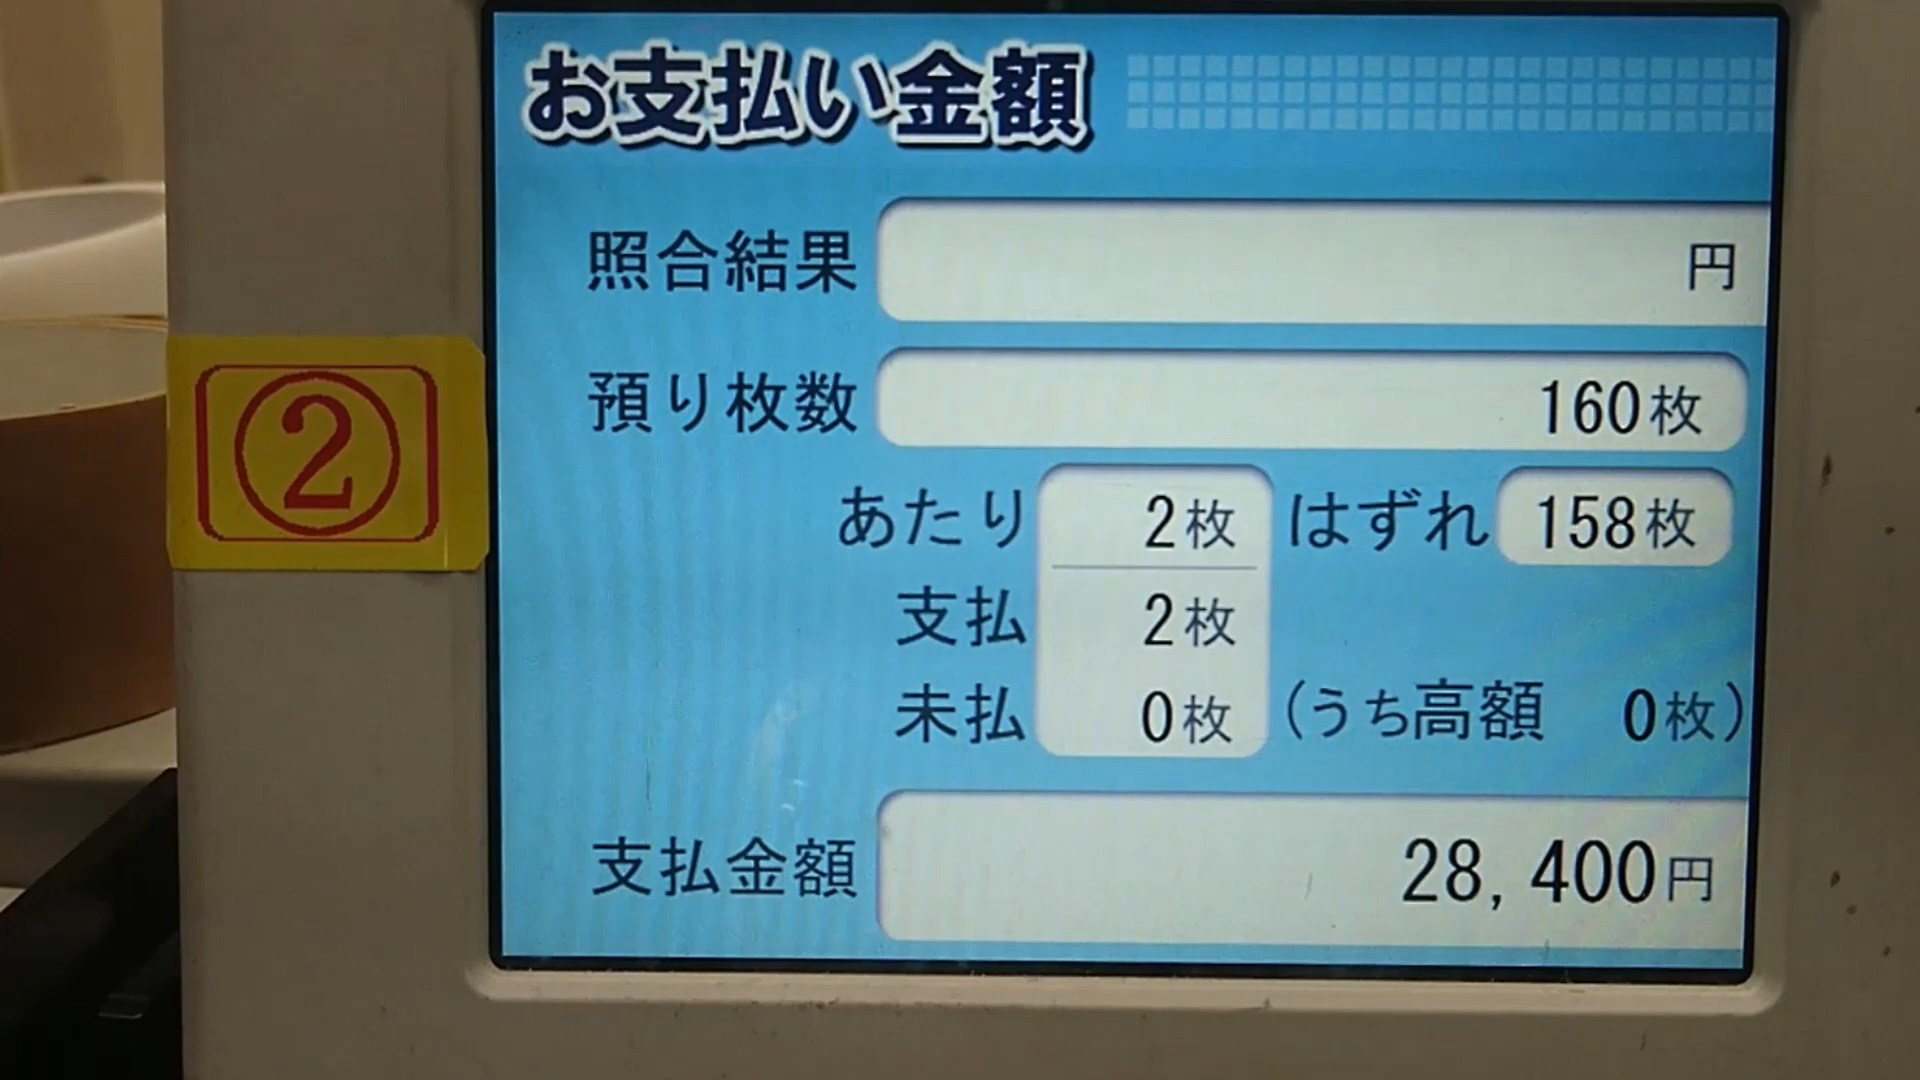 お支払い金額
照合結果 円
預り枚数 160枚
②
あたり 2枚 はずれ 158枚
支払 2枚
未払 0枚 (うち高額 0枚)
支払金額 28,400円